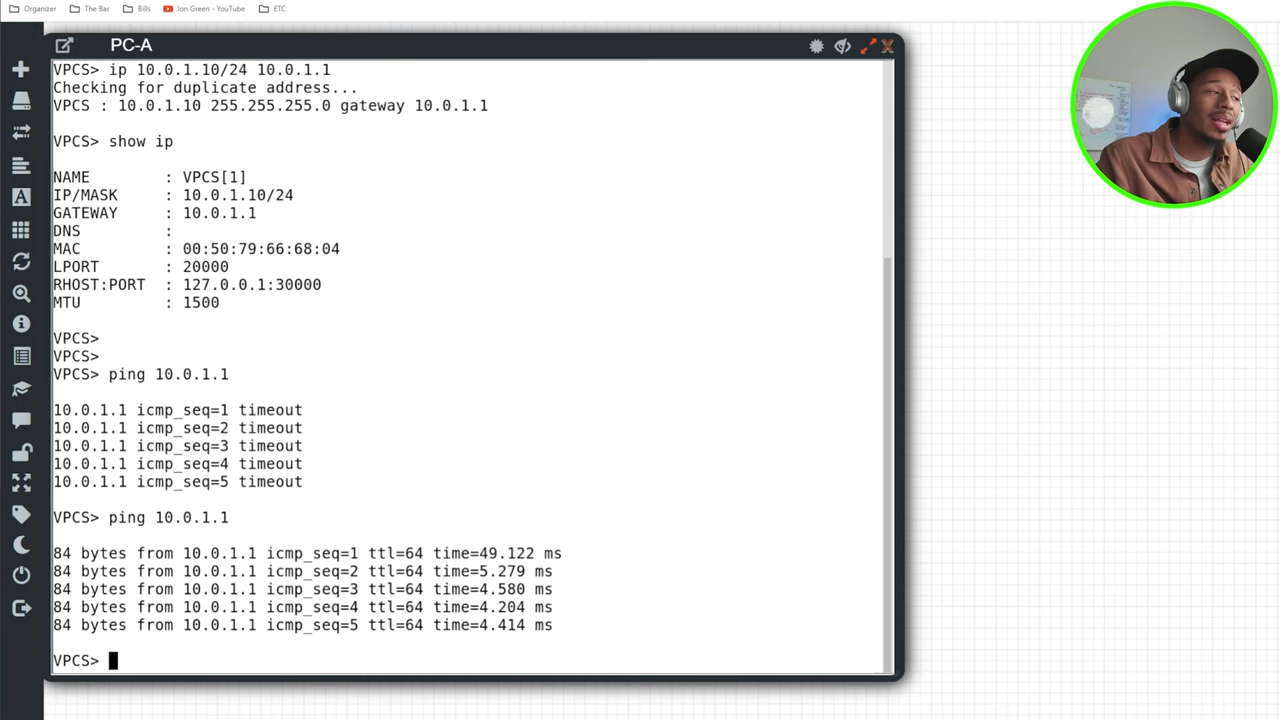 Organizer The Bar Bills Jon Green - YouTube ETC
PC-A
VPCS> ip 10.0.1.10/24 10.0.1.1
Checking for duplicate address...
VPCS : 10.0.1.10 255.255.255.0 gateway 10.0.1.1
VPCS> show ip
NAME : VPCS[1]
IP/MASK : 10.0.1.10/24
GATEWAY : 10.0.1.1
DNS :
MAC : 00:50:79:66:68:04
LPORT : 20000
RHOST:PORT : 127.0.0.1:30000
MTU : 1500
VPCS>
VPCS>
VPCS> ping 10.0.1.1
10.0.1.1 icmp_seq=1 timeout
10.0.1.1 icmp_seq=2 timeout
10.0.1.1 icmp_seq=3 timeout
10.0.1.1 icmp_seq=4 timeout
10.0.1.1 icmp_seq=5 timeout
VPCS> ping 10.0.1.1
84 bytes from 10.0.1.1 icmp_seq=1 ttl=64 time=49.122 ms
84 bytes from 10.0.1.1 icmp_seq=2 ttl=64 time=5.279 ms
84 bytes from 10.0.1.1 icmp_seq=3 ttl=64 time=4.580 ms
84 bytes from 10.0.1.1 icmp_seq=4 ttl=64 time=4.204 ms
84 bytes from 10.0.1.1 icmp_seq=5 ttl=64 time=4.414 ms
VPCS>